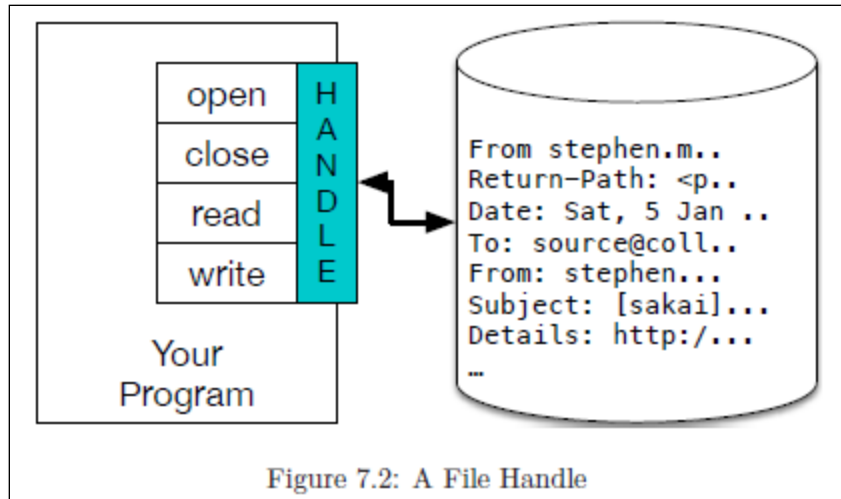 open
close
read
write
HANDLE
Your
Program
From stephen.m..
Return-Path: <p..
Date: Sat, 5 Jan ..
To: source@coll..
From: stephen...
Subject: [sakai]...
Details: http:/...
…
Figure 7.2: A File Handle